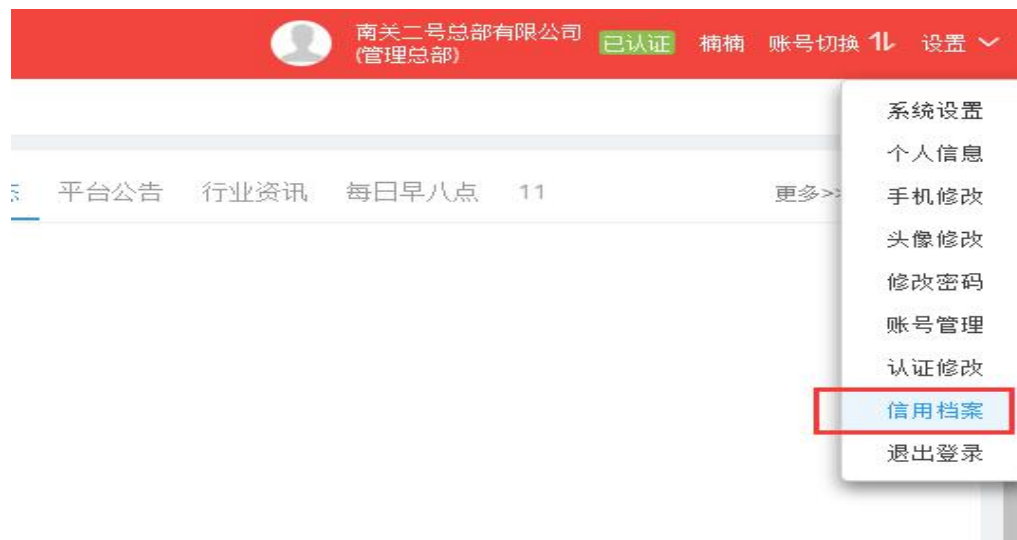 南关二号总部有限公司
(管理总部)
已认证 楠楠 账号切换 设置
平台公告 行业资讯 每日早八点 11 更多>>
系统设置
个人信息
手机修改
头像修改
修改密码
账号管理
认证修改
信用档案
退出登录